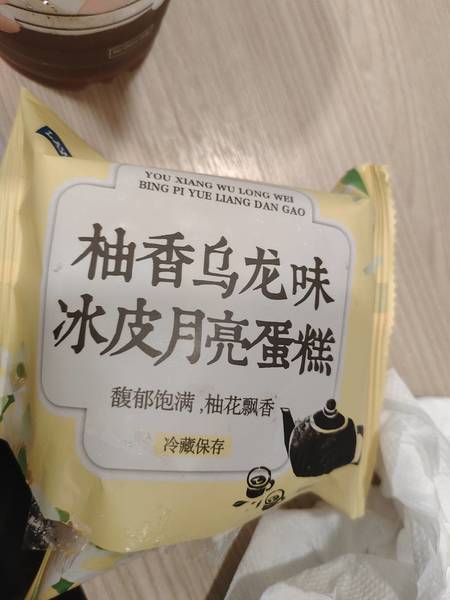 YOU XIANG WU LONG WEI
BING PI YUE LIANG DAN GAO
柚香乌龙味
冰皮月亮蛋糕
馥郁饱满,柚花飘香
冷藏保存